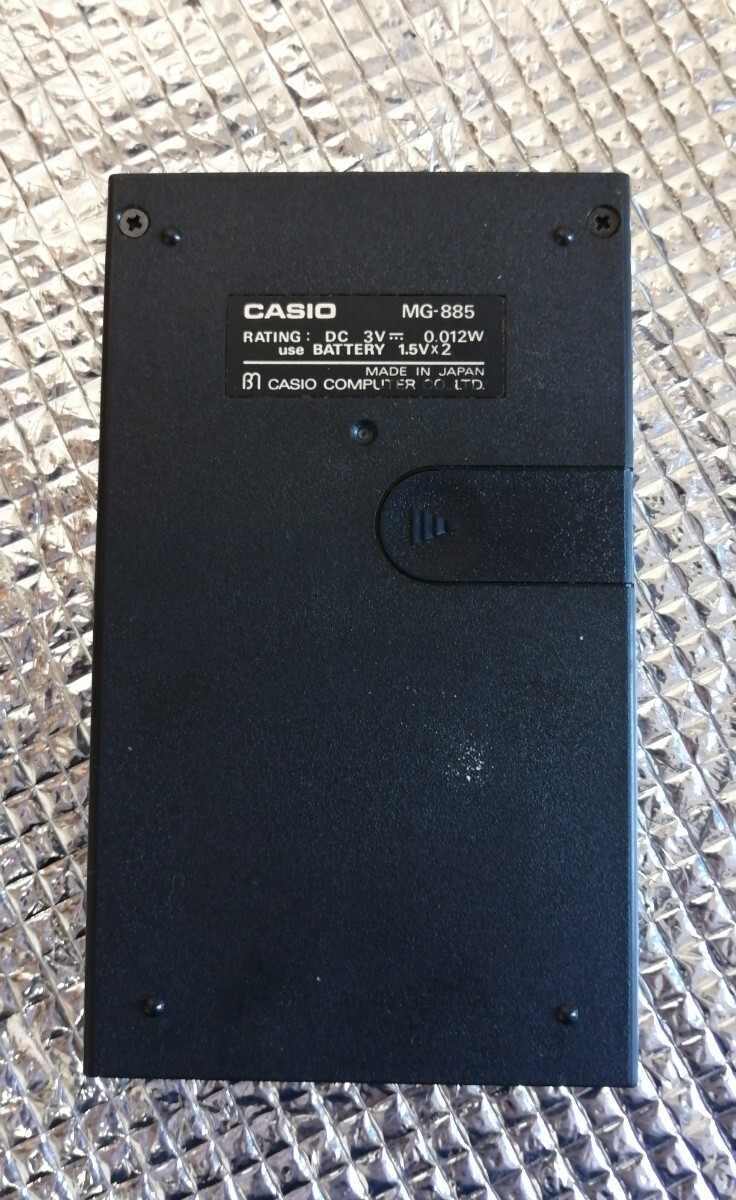 CASIO MG-885
RATING: DC 3V⎓ 0.012W
use BATTERY 1.5V×2
MADE IN JAPAN
CASIO COMPUTER CO.,LTD.